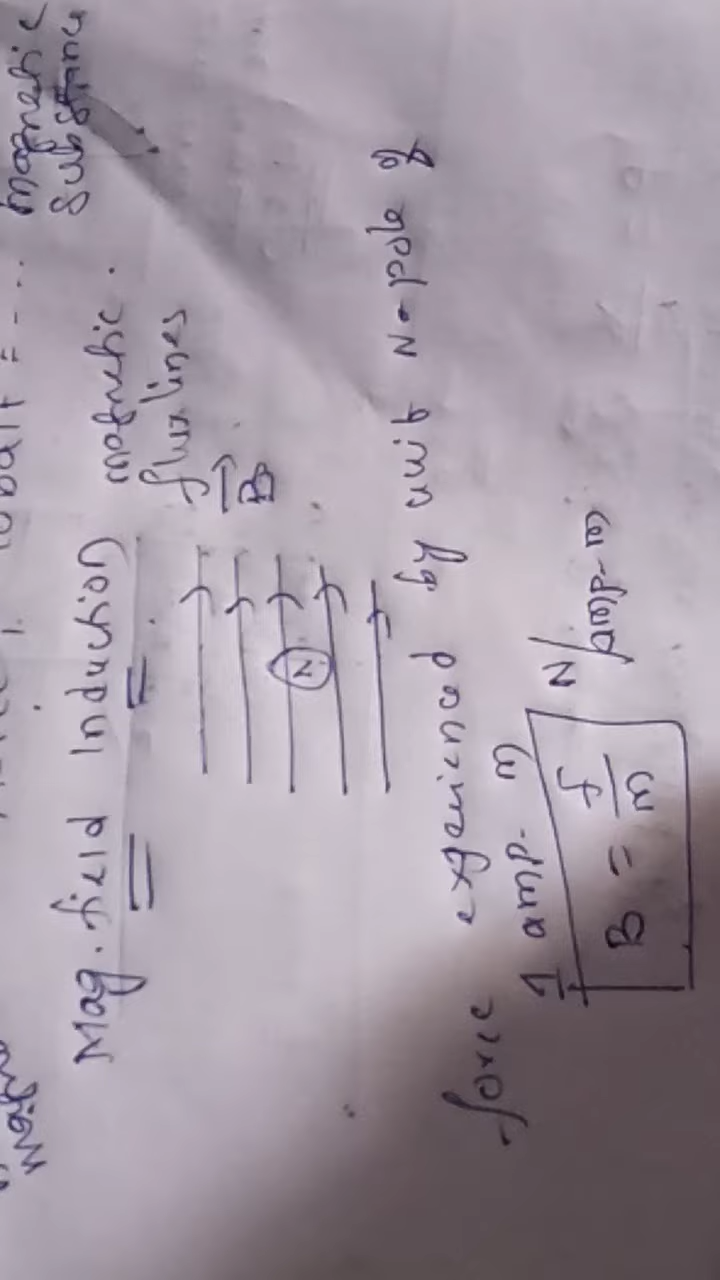 magnetic
substance
Mag. field Induction
magnetic.
flux lines
B
N
force experienced by unit N-pole of
1 amp-m
B = f/m N/amp-m